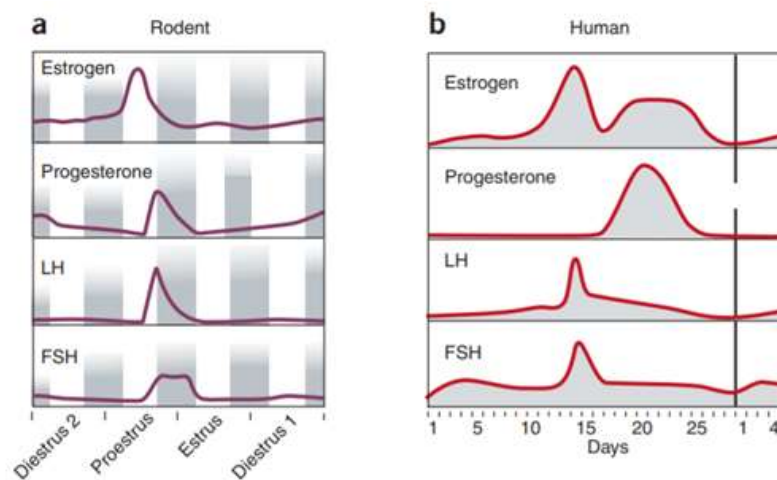 a
Rodent
Estrogen
Progesterone
LH
FSH
Diestrus 2
Proestrus
Estrus
Diestrus 1
b
Human
Estrogen
Progesterone
LH
FSH
1 5 10 15 20 25 1 4
Days